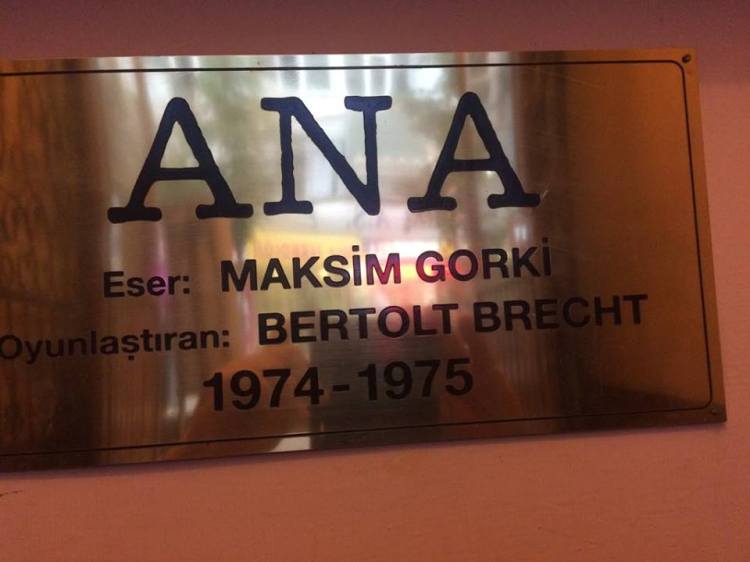 ANA
Eser: MAKSİM GORKİ
Oyunlaştıran: BERTOLT BRECHT
1974-1975